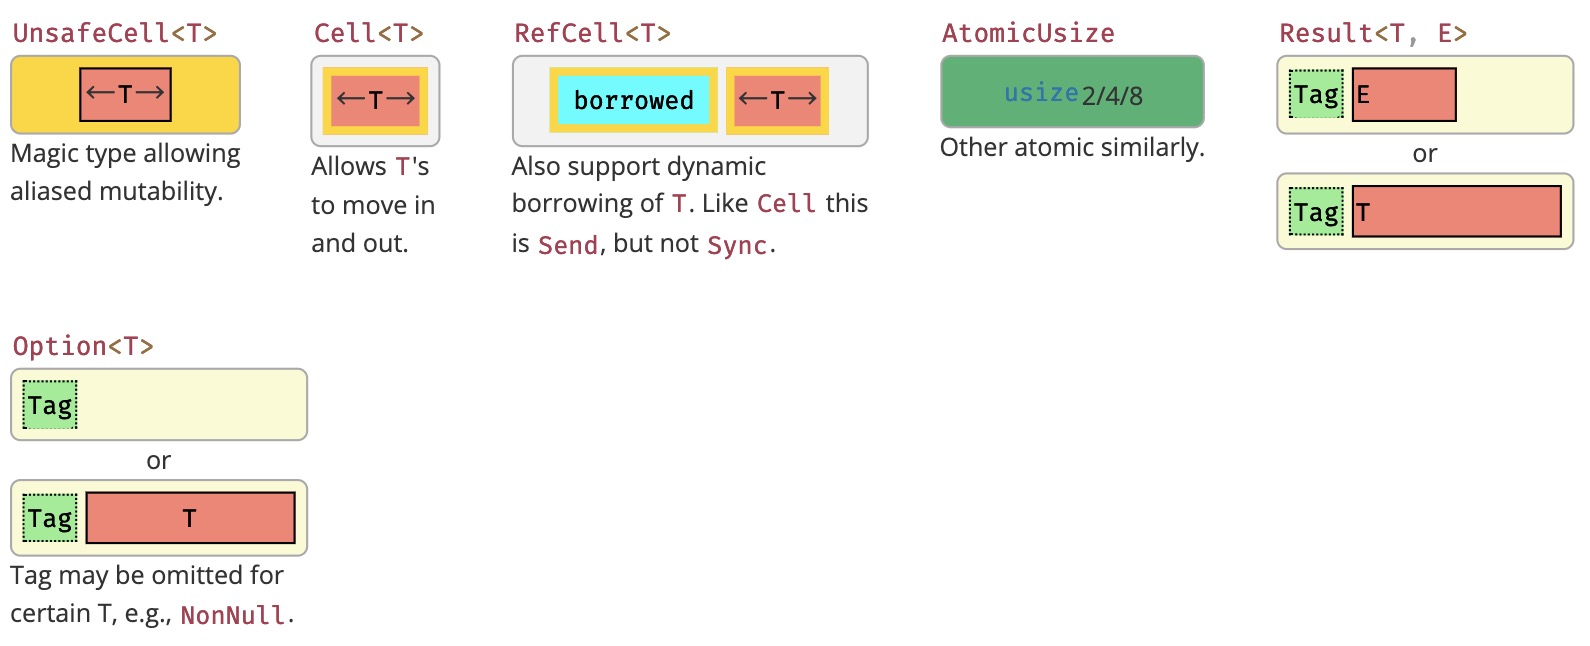 UnsafeCell<T>
←T→
Magic type allowing
aliased mutability.
Cell<T>
←T→
Allows T's
to move in
and out.
RefCell<T>
borrowed ←T→
Also support dynamic
borrowing of T. Like Cell this
is Send, but not Sync.
AtomicUsize
usize2/4/8
Other atomic similarly.
Result<T, E>
Tag E
or
Tag T
Option<T>
Tag
or
Tag T
Tag may be omitted for
certain T, e.g., NonNull.